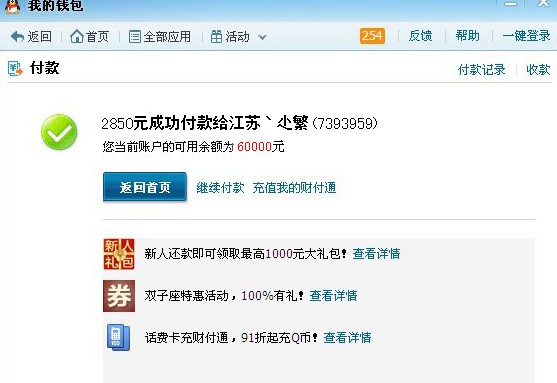 我的钱包
返回 首页 全部应用 活动 254 反馈 帮助 一键登录
付款 付款记录 收款
2850元成功付款给江苏丶尐繁(7393959)
您当前账户的可用余额为 60000元
返回首页 继续付款 充值我的财付通
新人礼包 新人还款即可领取最高1000元大礼包! 查看详情
券 双子座特惠活动，100%有礼! 查看详情
话费卡充财付通，91折起充Q币! 查看详情